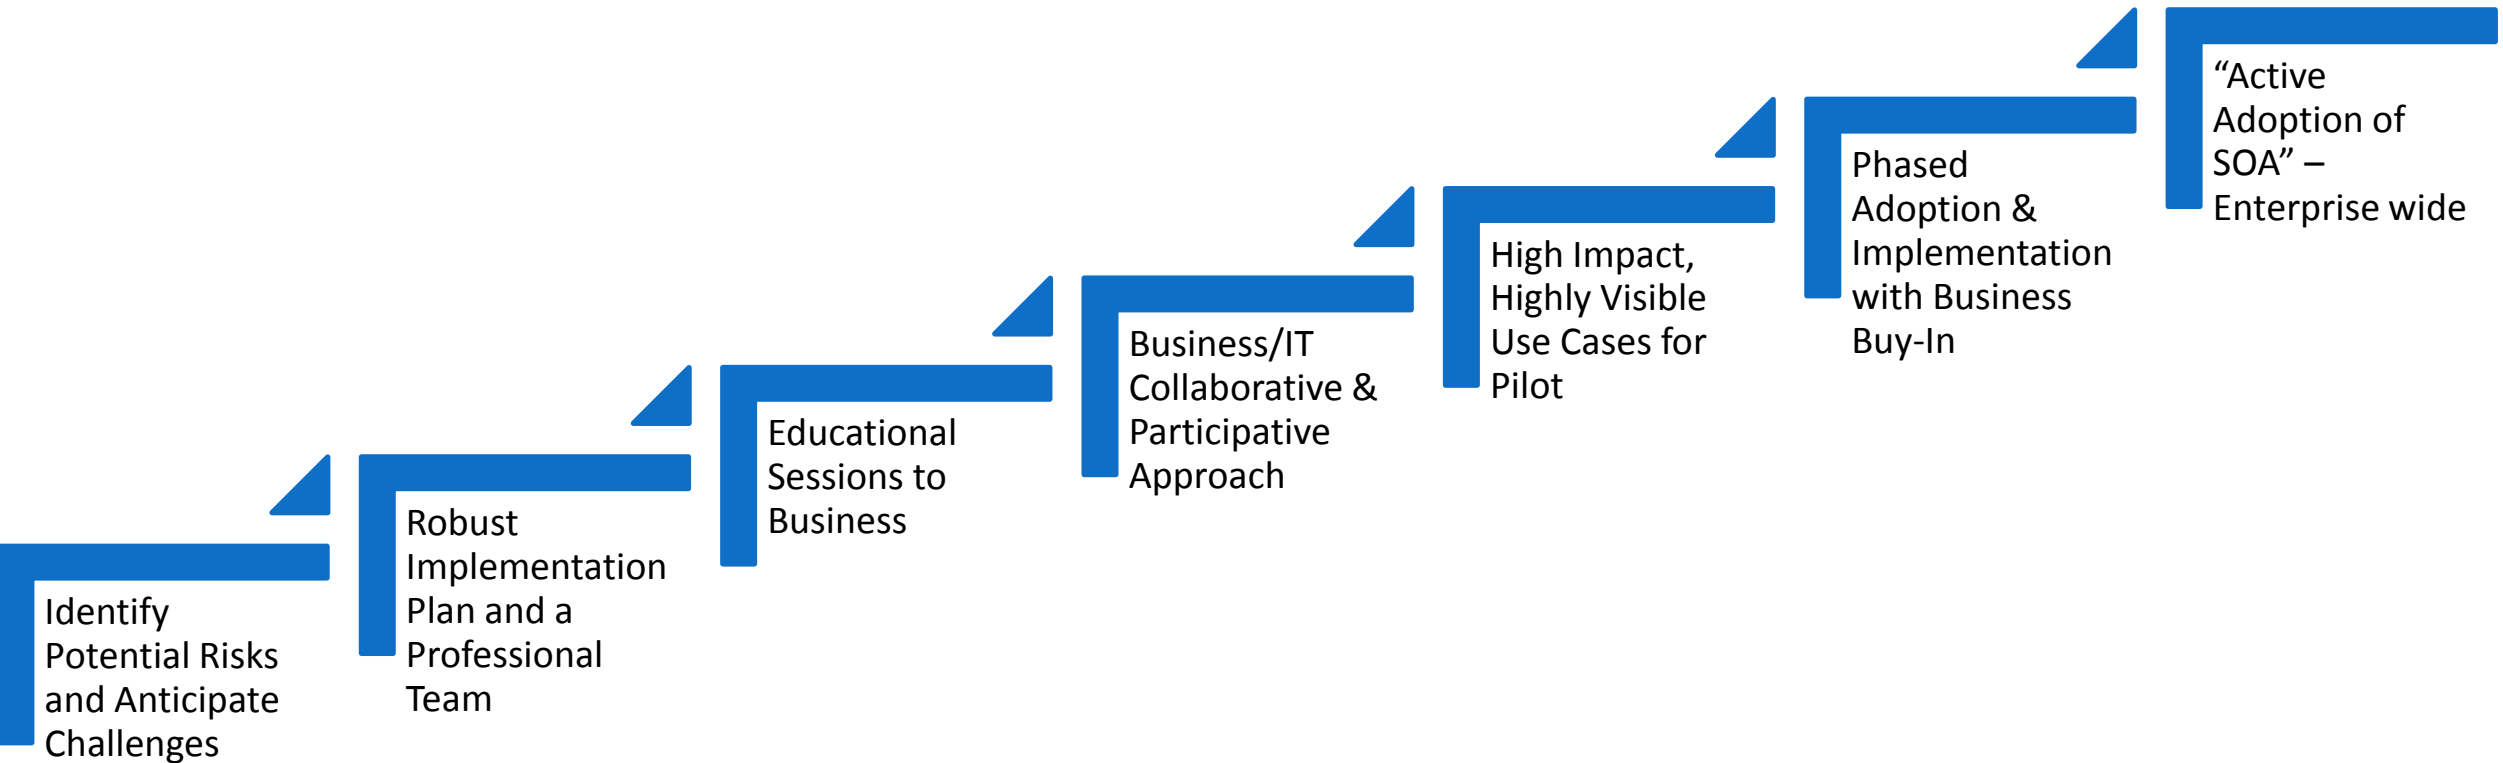 Identify
Potential Risks
and Anticipate
Challenges
Robust
Implementation
Plan and a
Professional
Team
Educational
Sessions to
Business
Business/IT
Collaborative &
Participative
Approach
High Impact,
Highly Visible
Use Cases for
Pilot
Phased
Adoption &
Implementation
with Business
Buy-In
“Active
Adoption of
SOA” –
Enterprise wide